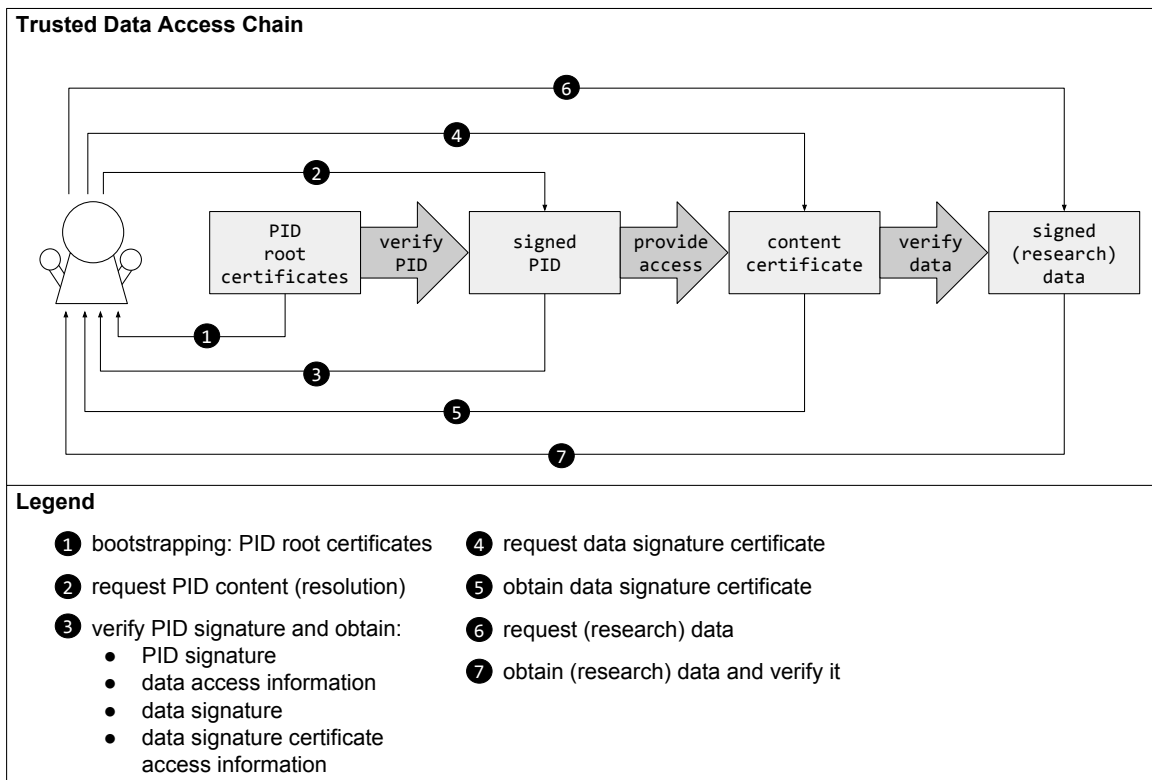 Trusted Data Access Chain
6
4
2
PID
root
certificates
verify
PID
signed
PID
provide
access
content
certificate
verify
data
signed
(research)
data
1
3
5
7
Legend
1 bootstrapping: PID root certificates
2 request PID content (resolution)
3 verify PID signature and obtain:
● PID signature
● data access information
● data signature
● data signature certificate
access information
4 request data signature certificate
5 obtain data signature certificate
6 request (research) data
7 obtain (research) data and verify it